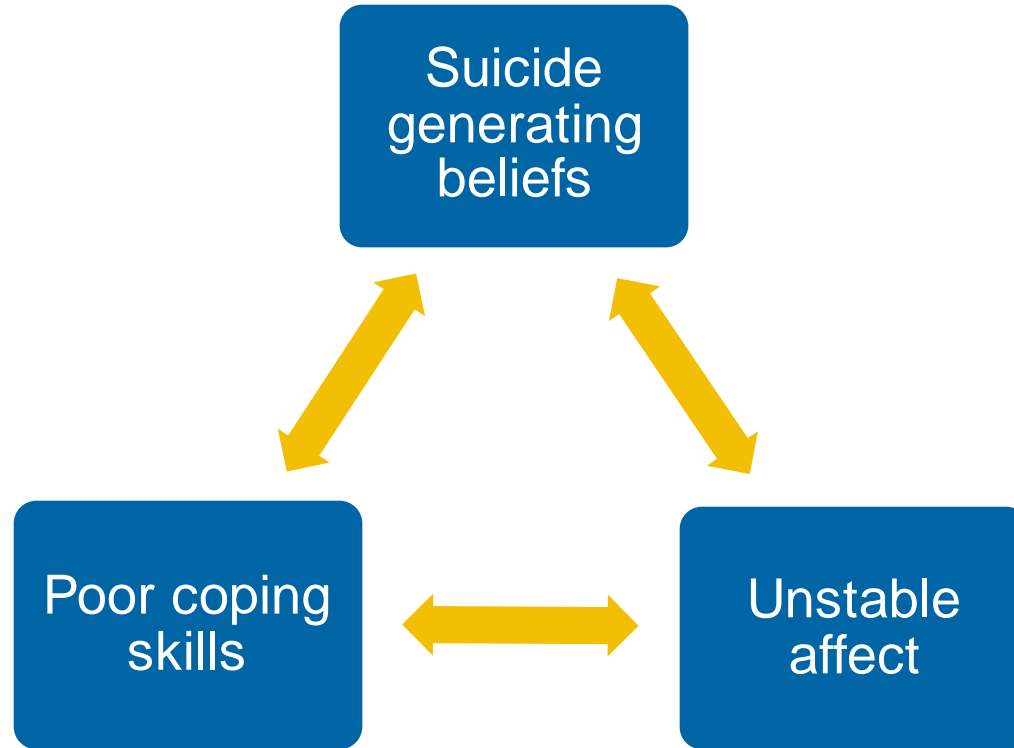 Suicide
generating
beliefs
Poor coping
skills
Unstable
affect